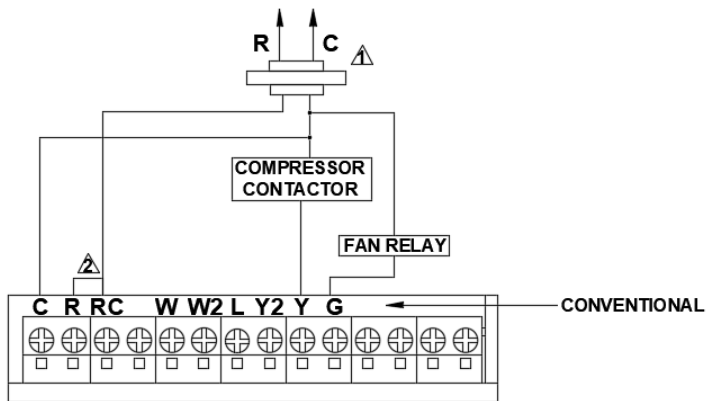 R C
1
COMPRESSOR
CONTACTOR
FAN RELAY
2
C R RC W W2 L Y2 Y G
CONVENTIONAL